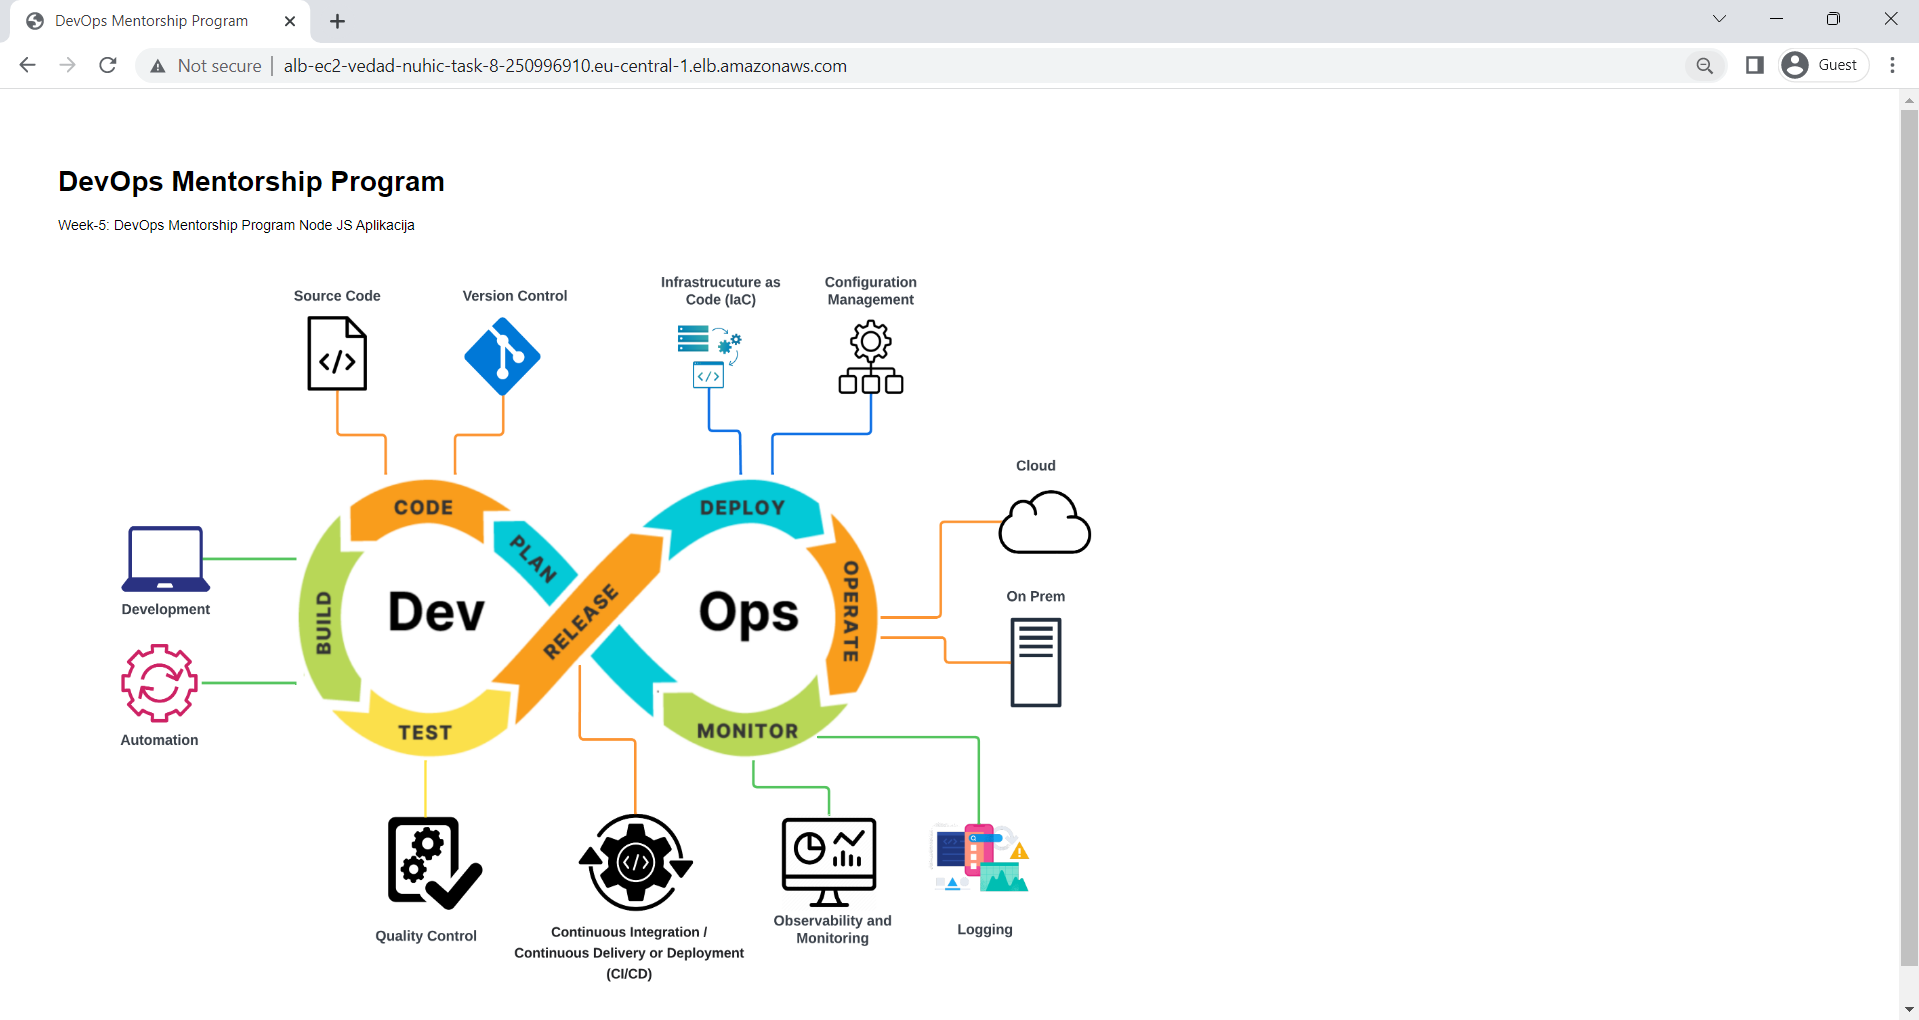 DevOps Mentorship Program
Not secure
alb-ec2-vedad-nuhic-task-8-250996910.eu-central-1.elb.amazonaws.com
Guest
DevOps Mentorship Program
Week-5: DevOps Mentorship Program Node JS Aplikacija
Source Code
Version Control
Infrastrucuture as
Code (IaC)
Configuration
Management
</>
</>
Cloud
CODE
DEPLOY
PLAN
Development
BUILD
Dev
RELEASE
Ops
OPERATE
On Prem
Automation
TEST
MONITOR
</>
Quality Control
Continuous Integration /
Continuous Delivery or Deployment
(CI/CD)
Observability and
Monitoring
Logging